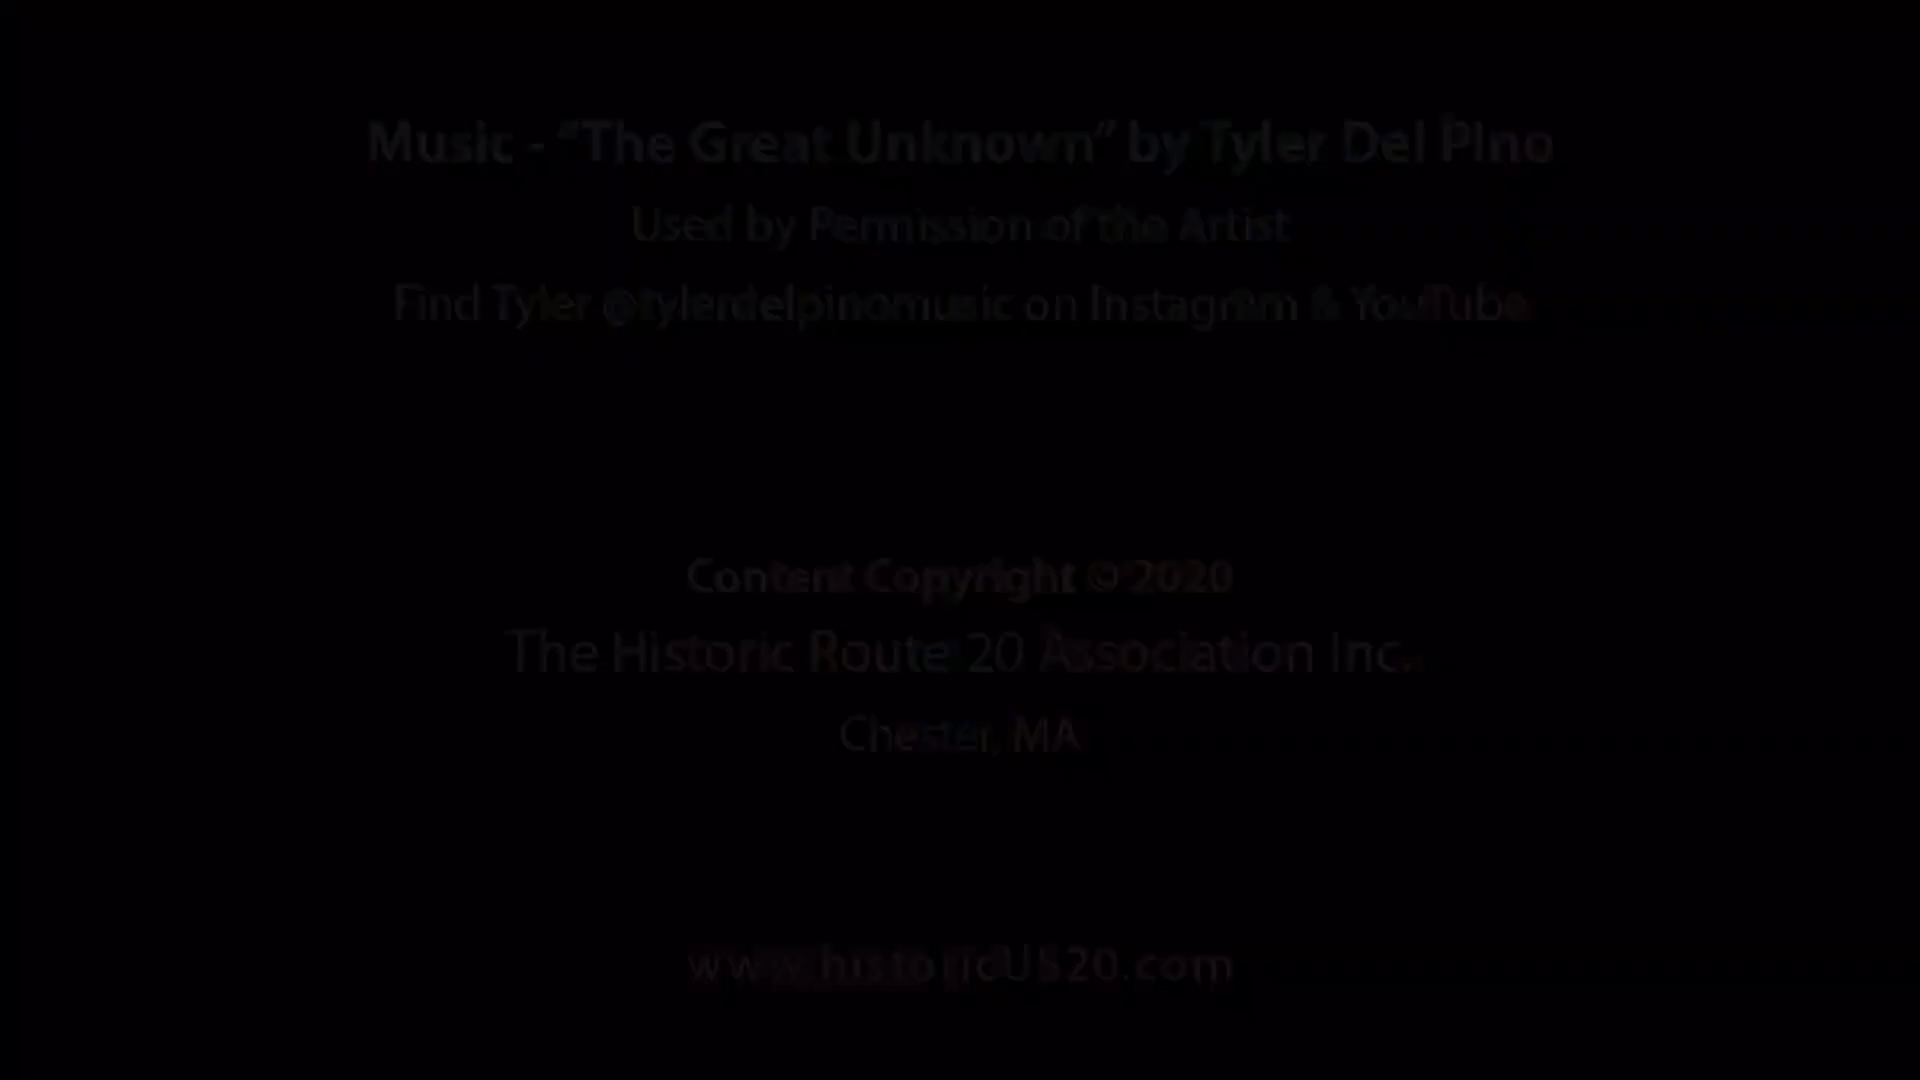 Music - “The Great Unknown” by Tyler Del PIno
Used by Permission of the Artist
Find Tyler @tylerdelpinomusic on Instagram & YouTube
Content Copyright © 2020
The Historic Route 20 Association Inc.
Chester, MA
www.historicUS20.com